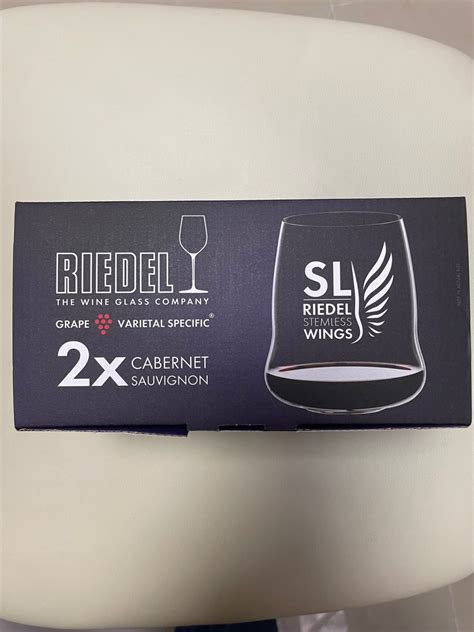 RIEDEL
THE WINE GLASS COMPANY
GRAPE VARIETAL SPECIFIC®
2x CABERNET
SAUVIGNON
SL
RIEDEL
STEMLESS
WINGS